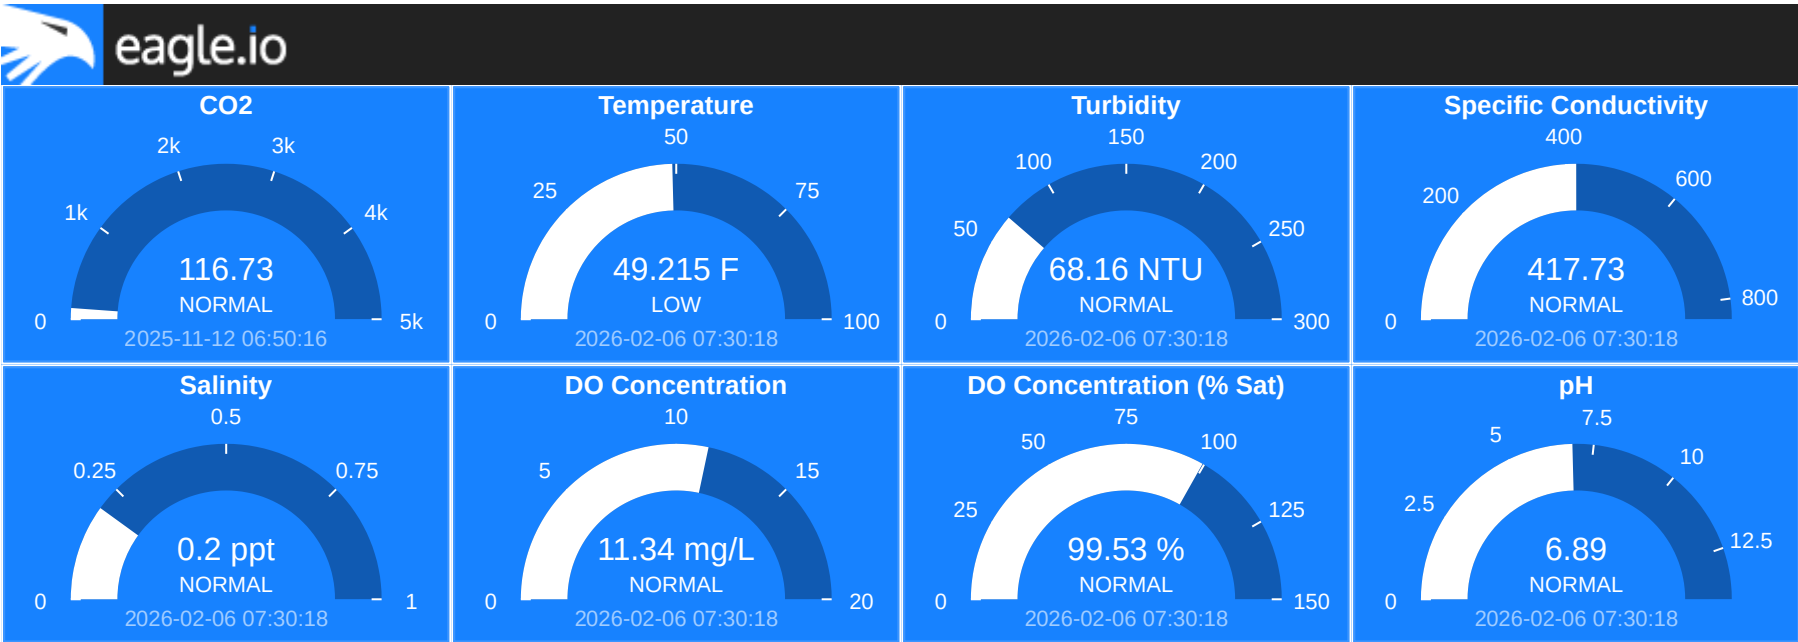 eagle.io
CO2
0
1k
2k
3k
4k
5k
116.73
NORMAL
2025-11-12 06:50:16
Temperature
0
25
50
75
100
49.215 F
LOW
2026-02-06 07:30:18
Turbidity
0
50
100
150
200
250
300
68.16 NTU
NORMAL
2026-02-06 07:30:18
Specific Conductivity
0
200
400
600
800
417.73
NORMAL
2026-02-06 07:30:18
Salinity
0
0.25
0.5
0.75
1
0.2 ppt
NORMAL
2026-02-06 07:30:18
DO Concentration
0
5
10
15
20
11.34 mg/L
NORMAL
2026-02-06 07:30:18
DO Concentration (% Sat)
0
25
50
75
100
125
150
99.53 %
NORMAL
2026-02-06 07:30:18
pH
0
2.5
5
7.5
10
12.5
6.89
NORMAL
2026-02-06 07:30:18